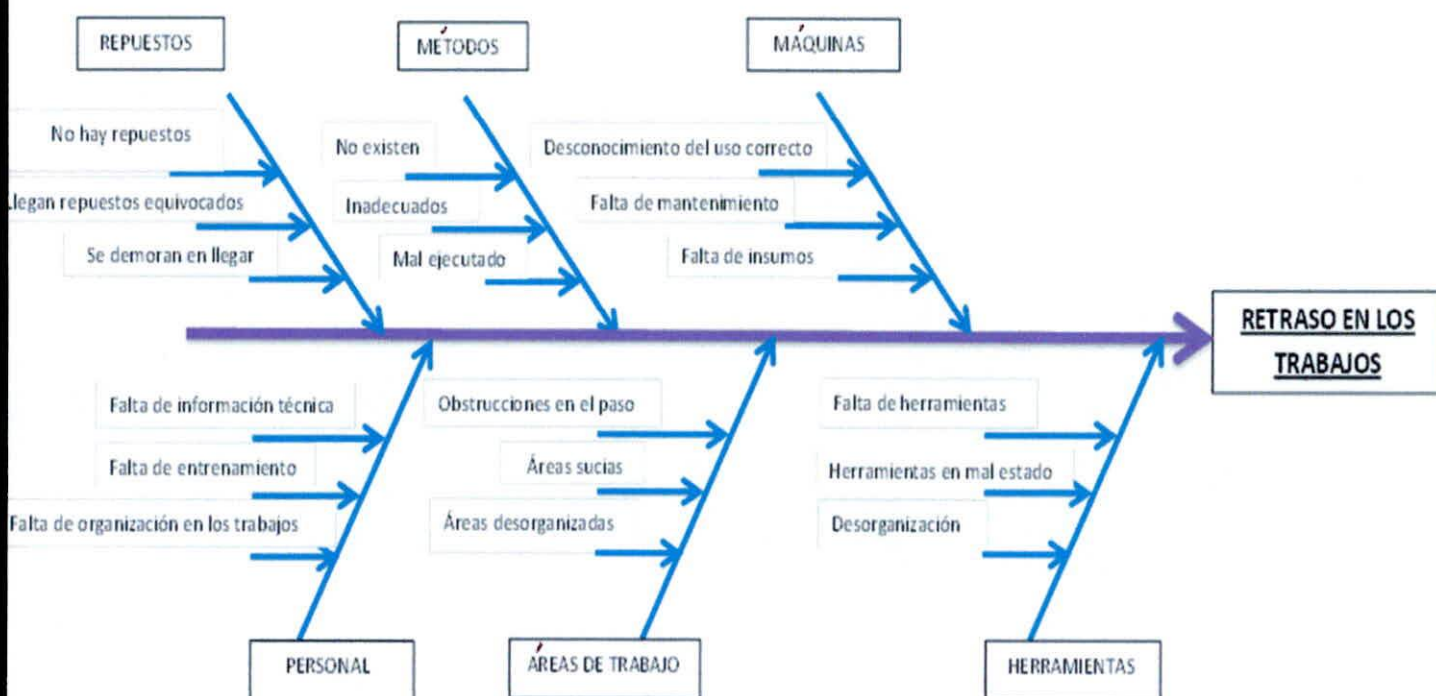 REPUESTOS
MÉTODOS
MÁQUINAS
No hay repuestos
No existen
Desconocimiento del uso correcto
Llegan repuestos equivocados
Inadecuados
Falta de mantenimiento
Se demoran en llegar
Mal ejecutado
Falta de insumos
RETRASO EN LOS
TRABAJOS
Falta de información técnica
Obstrucciones en el paso
Falta de herramientas
Falta de entrenamiento
Áreas sucias
Herramientas en mal estado
Falta de organización en los trabajos
Áreas desorganizadas
Desorganización
PERSONAL
ÁREAS DE TRABAJO
HERRAMIENTAS